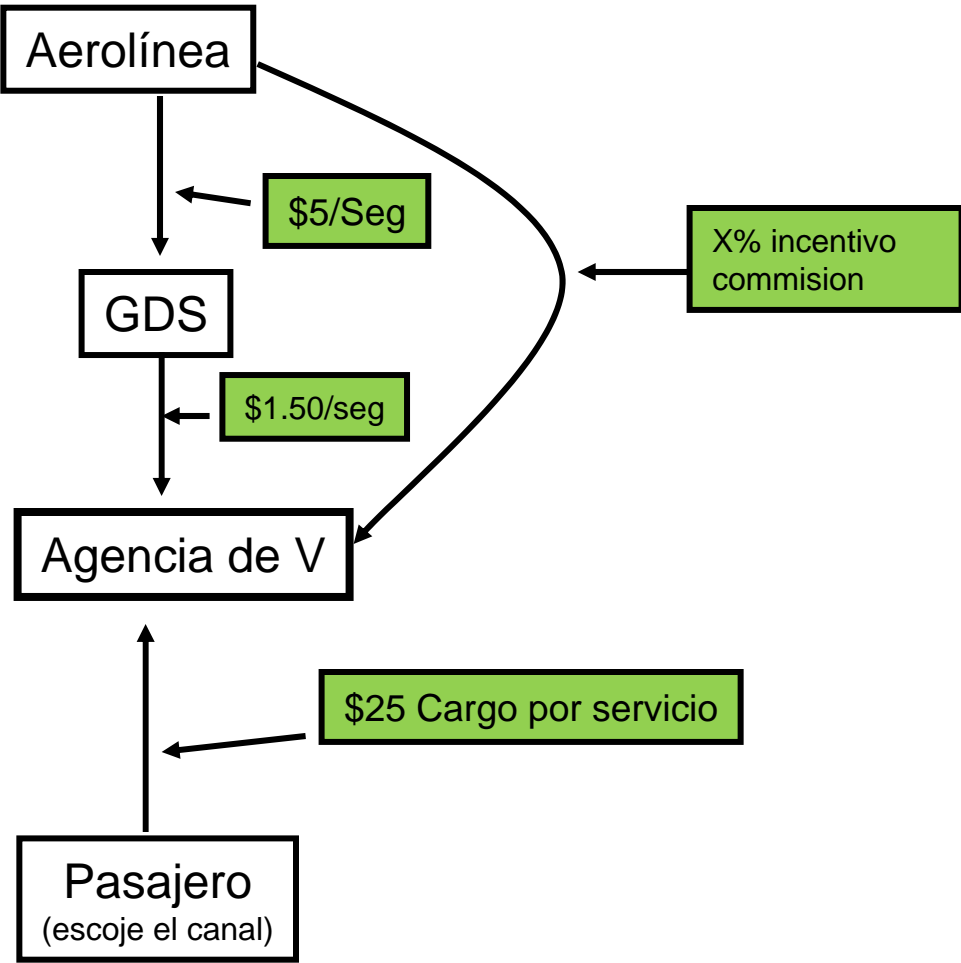 Aerolínea
$5/Seg
X% incentivo
commision
GDS
$1.50/seg
Agencia de V
$25 Cargo por servicio
Pasajero
(escoje el canal)